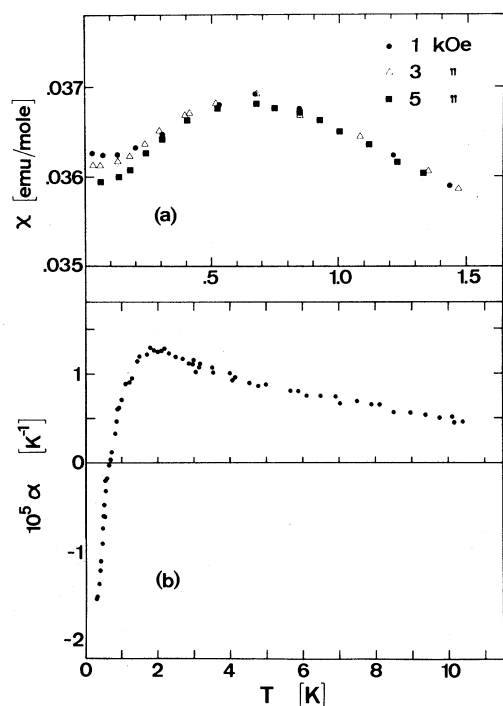 • 1 kOe
△ 3 "
■ 5 "
.037
.036
.035
χ [emu/mole]
(a)
.5
1.0
1.5
1
0
-1
-2
10⁵ α [K⁻¹]
(b)
0 2 4 6 8 10
T [K]